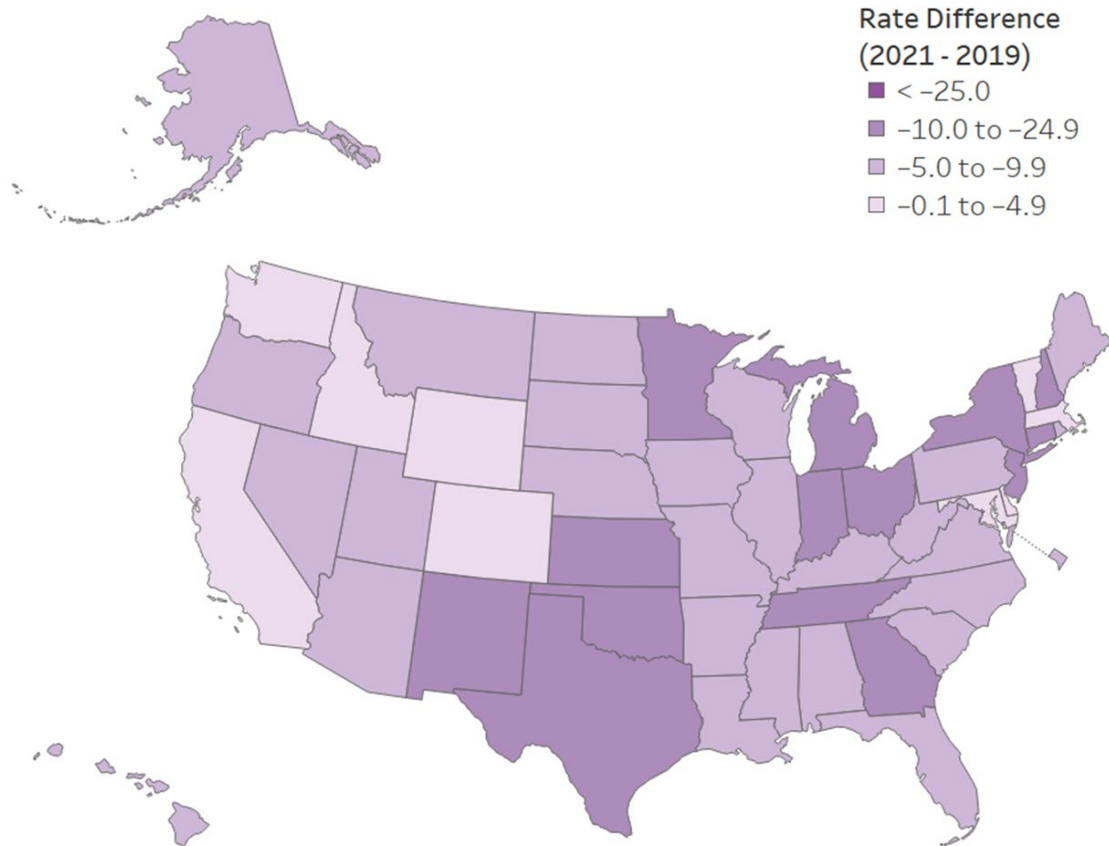 Rate Difference
(2021 - 2019)
< –25.0
–10.0 to –24.9
–5.0 to –9.9
–0.1 to –4.9